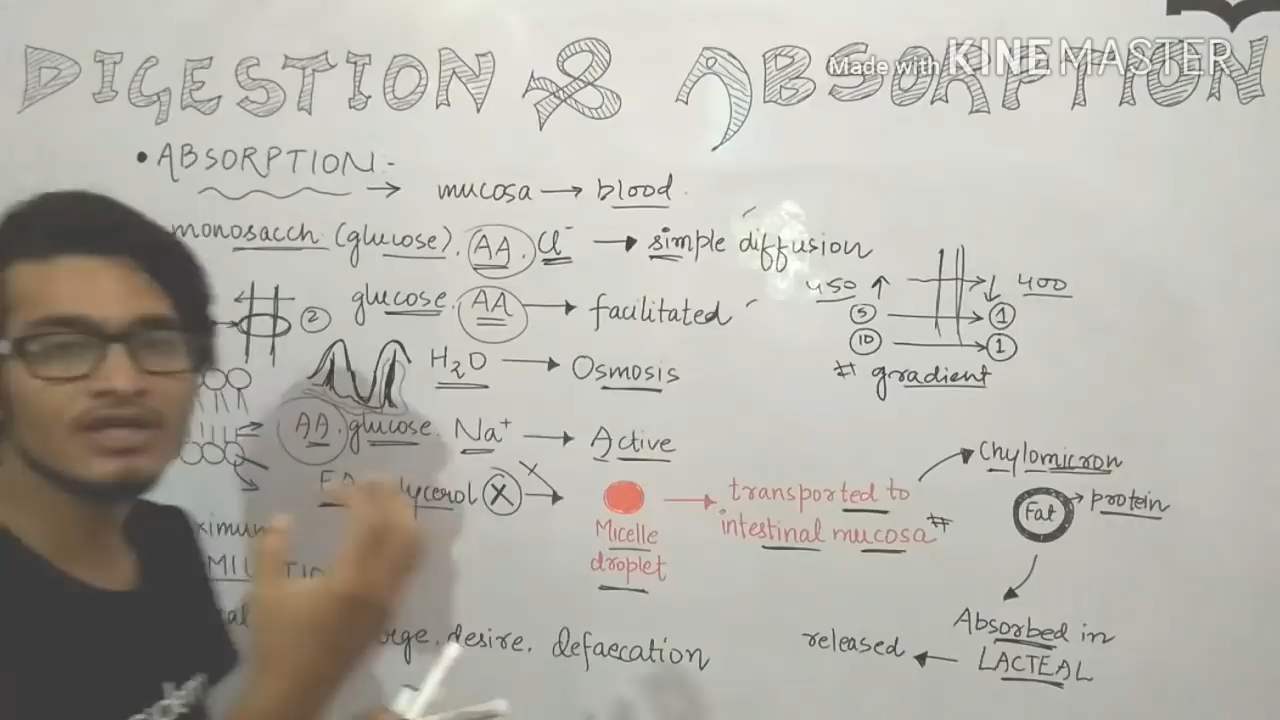 DIGESTION & ABSORPTION
Made with KINEMASTER
• ABSORPTION:-
→ mucosa → blood
monosacch (glucose). AA. Cl⁻ → simple diffusion
glucose. AA → facilitated
②
450 ↑ ↓ 400
⑤ → ①
⑩ → ①
# gradient
H₂O → Osmosis
AA. glucose. Na⁺ → Active
lycerol X →
Micelle
droplet
→ transported to
intestinal mucosa #
Chylomicron
Fat → protein
Absorbed in
LACTEAL
released ←
desire. defaecation